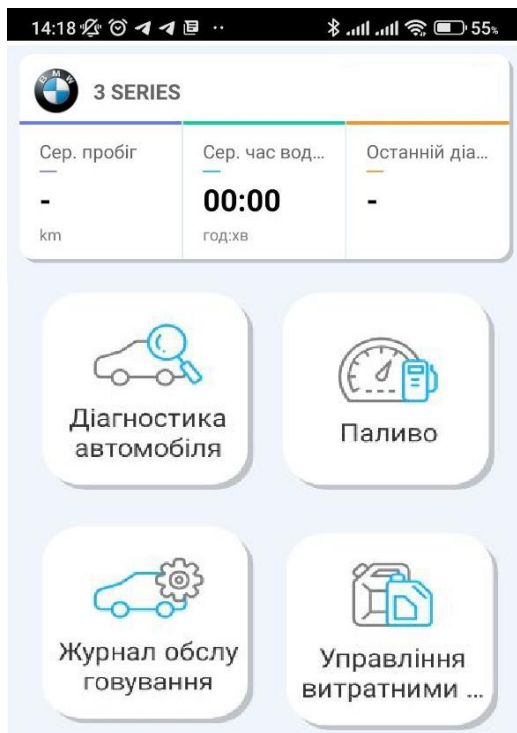 14:18 ·· 55%
BMW
3 SERIES
Сер. пробіг
Сер. час вод...
Останній діа...
-
00:00
-
km
год:хв
Діагностика
автомобіля
Паливо
Журнал обслу
говування
Управління
витратними ...